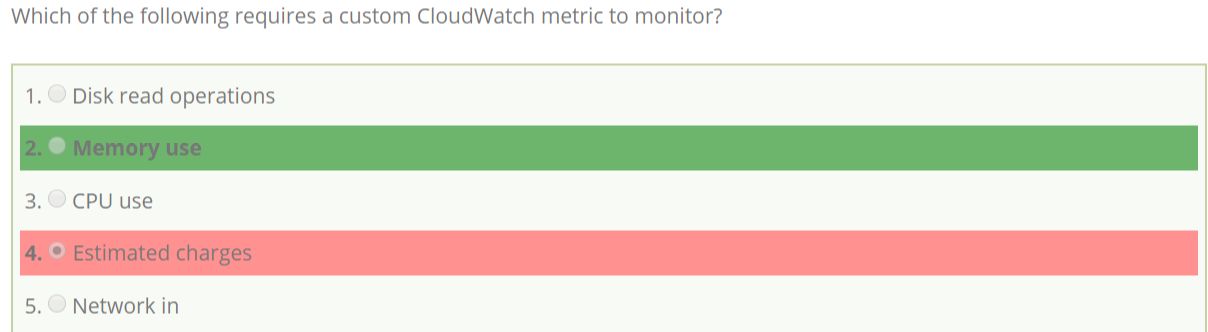 Which of the following requires a custom CloudWatch metric to monitor?
1. Disk read operations
2. Memory use
3. CPU use
4. Estimated charges
5. Network in